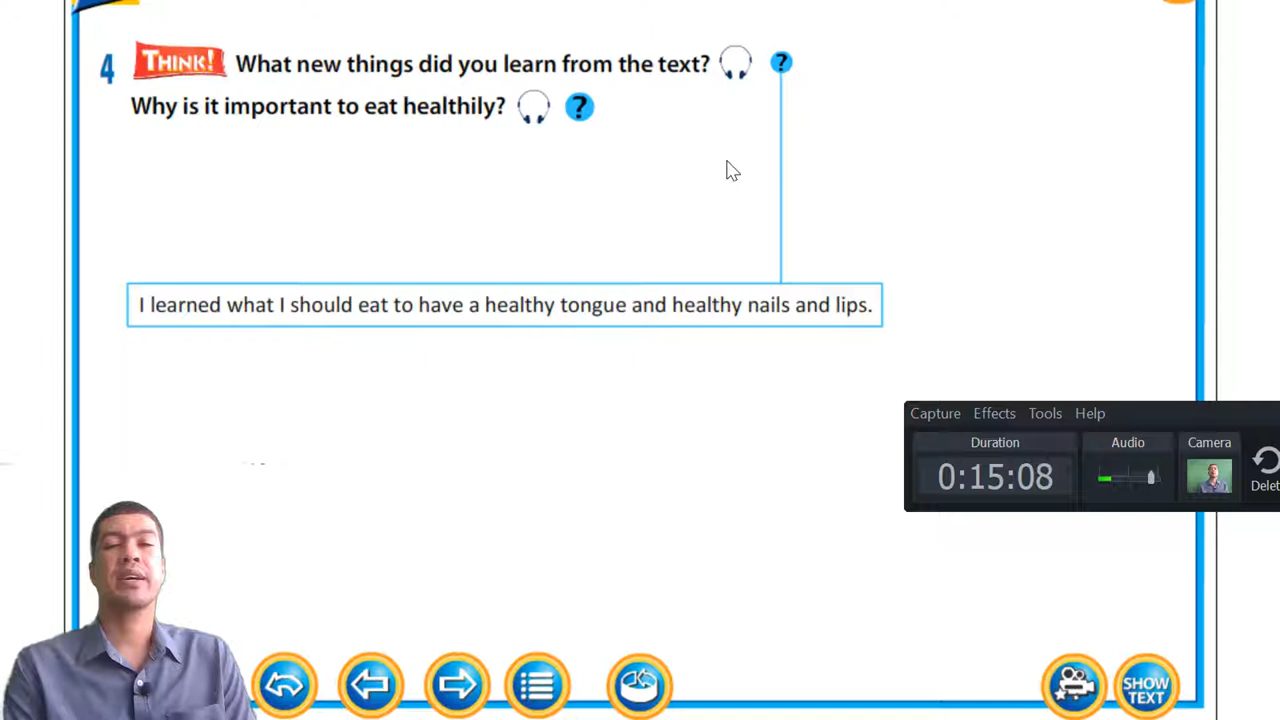 4 THINK! What new things did you learn from the text? ?
Why is it important to eat healthily? ?
I learned what I should eat to have a healthy tongue and healthy nails and lips.
Capture Effects Tools Help
Duration Audio Camera
0:15:08
Delet
SHOW
TEXT